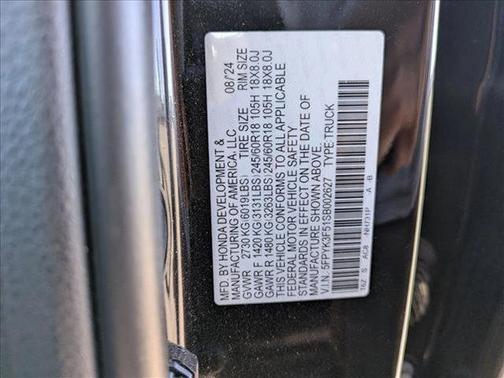 MFD. BY HONDA DEVELOPMENT & 08/'24
MANUFACTURING OF AMERICA, LLC
GVWR 2730 KG(6019LBS) TIRE SIZE RIM SIZE
GAWR F 1420 KG(3131LBS) 245/60R18 105H 18X8.0J
GAWR R 1480 KG(3263LBS) 245/60R18 105H 18X8.0J
THIS VEHICLE CONFORMS TO ALL APPLICABLE
FEDERAL MOTOR VEHICLE SAFETY
STANDARDS IN EFFECT ON THE DATE OF
MANUFACTURE SHOWN ABOVE.
V.I.N. 5FPYK3F51SB002627 TYPE:TRUCK
T6Z S AC8 NH731P A -B